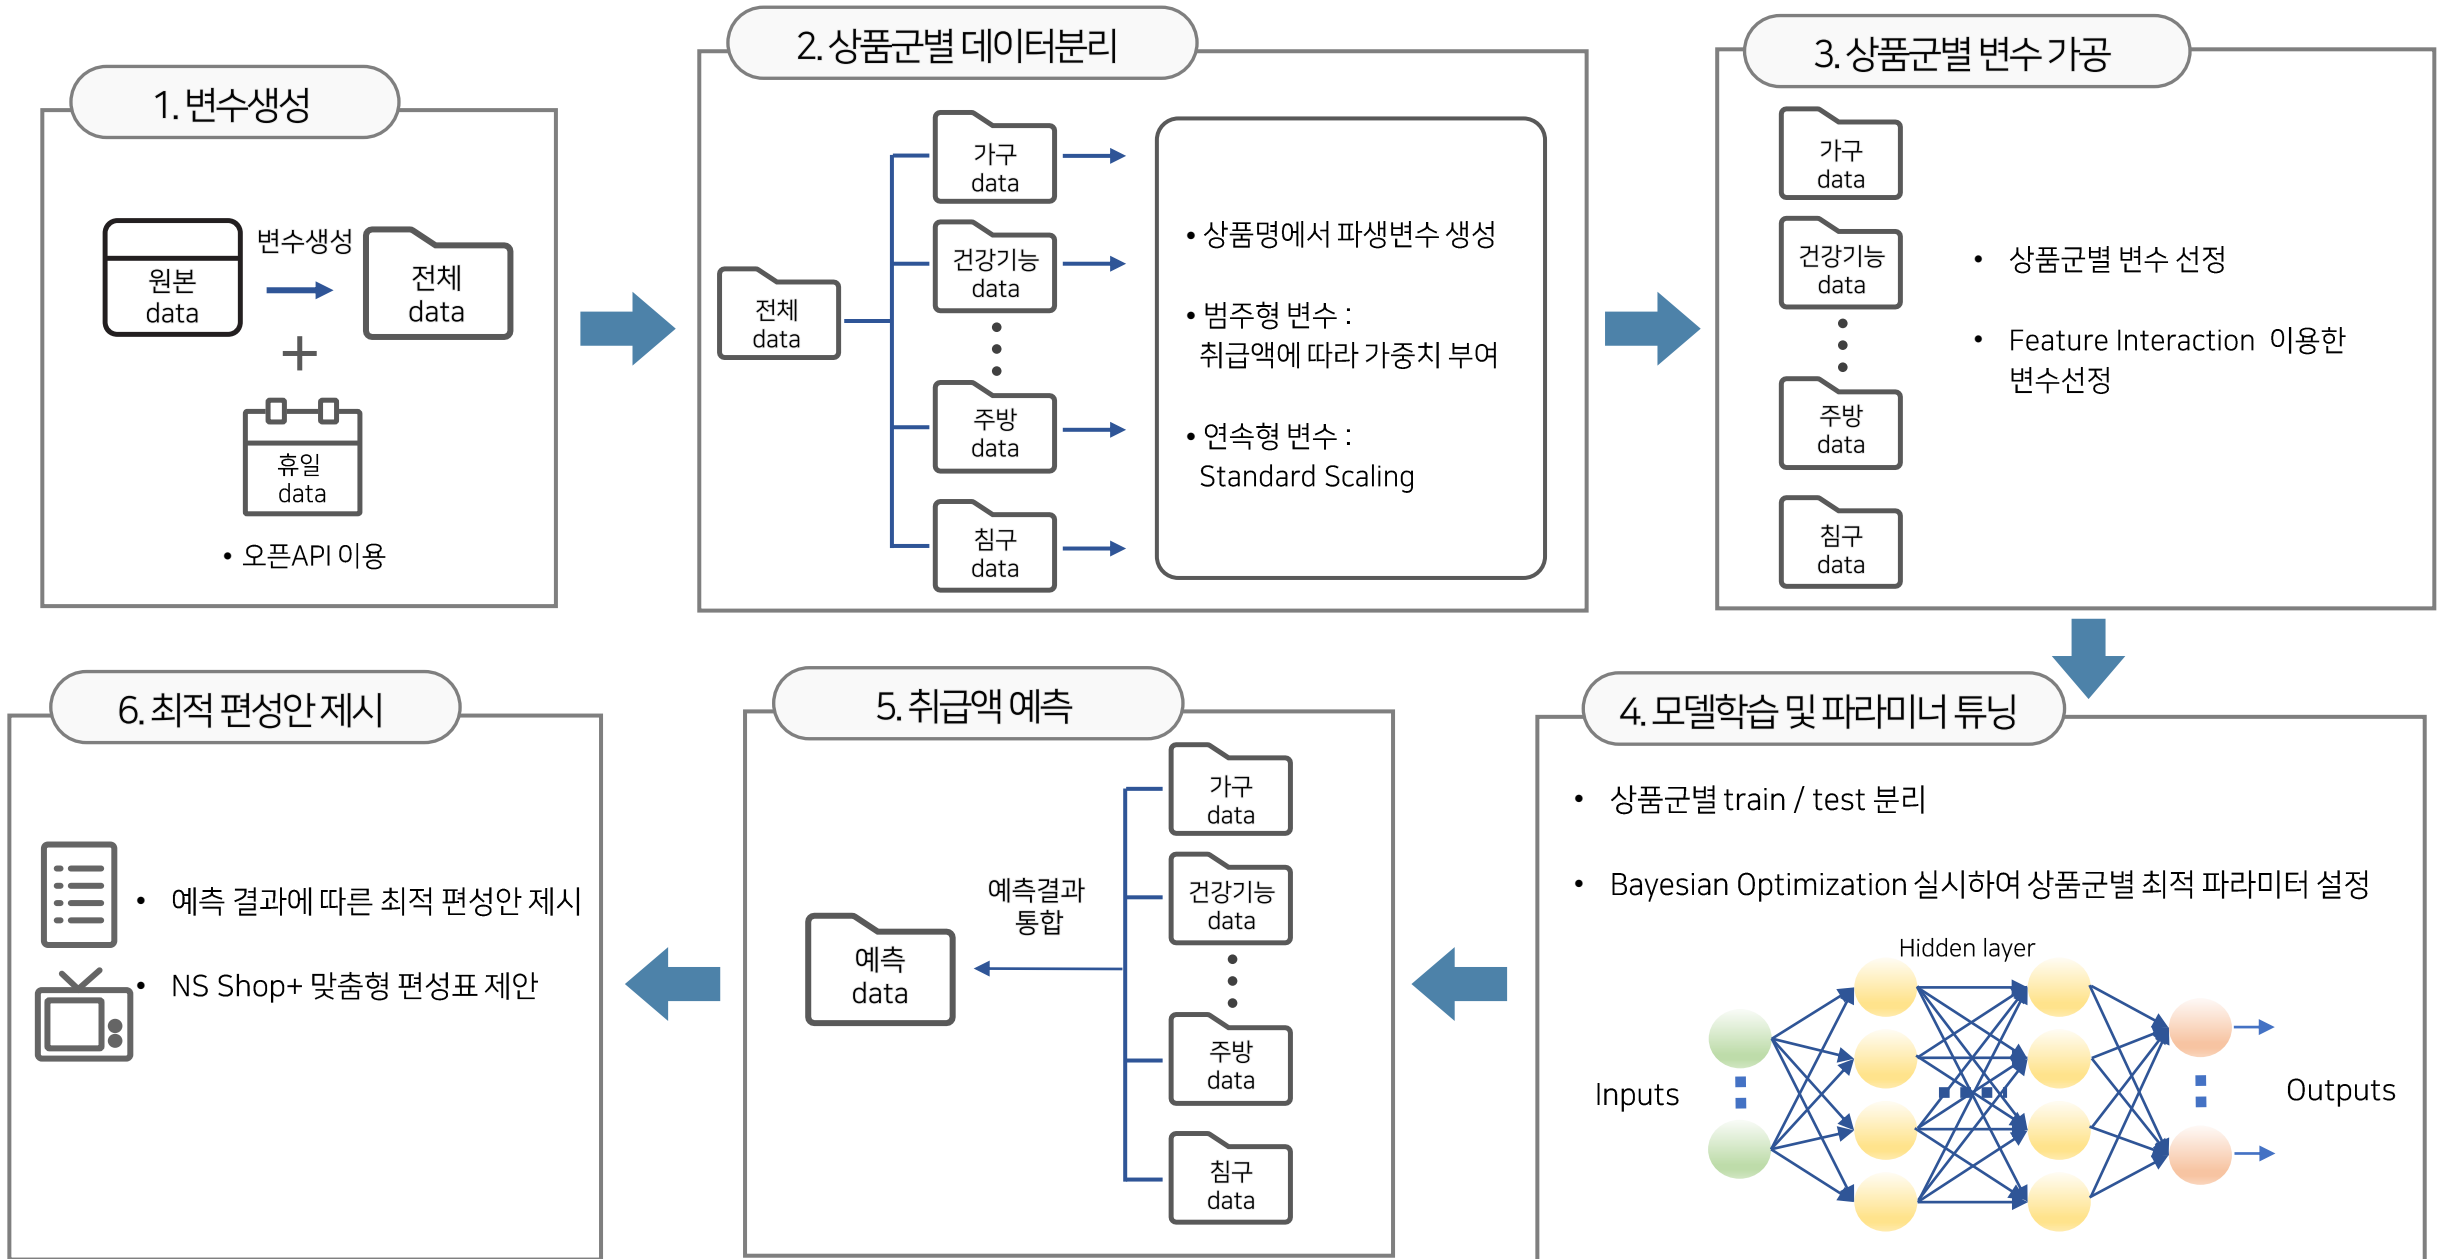 1. 변수생성
원본
data
변수생성
전체
data
+
휴일
data
• 오픈API 이용
2. 상품군별 데이터분리
전체
data
가구
data
건강기능
data
주방
data
침구
data
• 상품명에서 파생변수 생성
• 범주형 변수 :
취급액에 따라 가중치 부여
• 연속형 변수 :
Standard Scaling
3. 상품군별 변수 가공
가구
data
건강기능
data
주방
data
침구
data
• 상품군별 변수 선정
• Feature Interaction 이용한
변수선정
4. 모델학습 및 파라미너 튜닝
• 상품군별 train / test 분리
• Bayesian Optimization 실시하여 상품군별 최적 파라미터 설정
Hidden layer
Inputs
Outputs
5. 취급액 예측
가구
data
건강기능
data
주방
data
침구
data
예측결과
통합
예측
data
6. 최적 편성안 제시
• 예측 결과에 따른 최적 편성안 제시
• NS Shop+ 맞춤형 편성표 제안